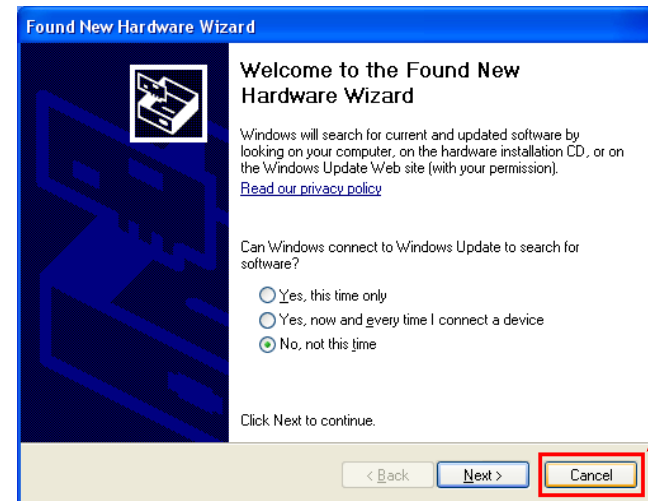 Found New Hardware Wizard
Welcome to the Found New
Hardware Wizard
Windows will search for current and updated software by
looking on your computer, on the hardware installation CD, or on
the Windows Update Web site (with your permission).
Read our privacy policy
Can Windows connect to Windows Update to search for
software?
Yes, this time only
Yes, now and every time I connect a device
No, not this time
Click Next to continue.
< Back
Next >
Cancel